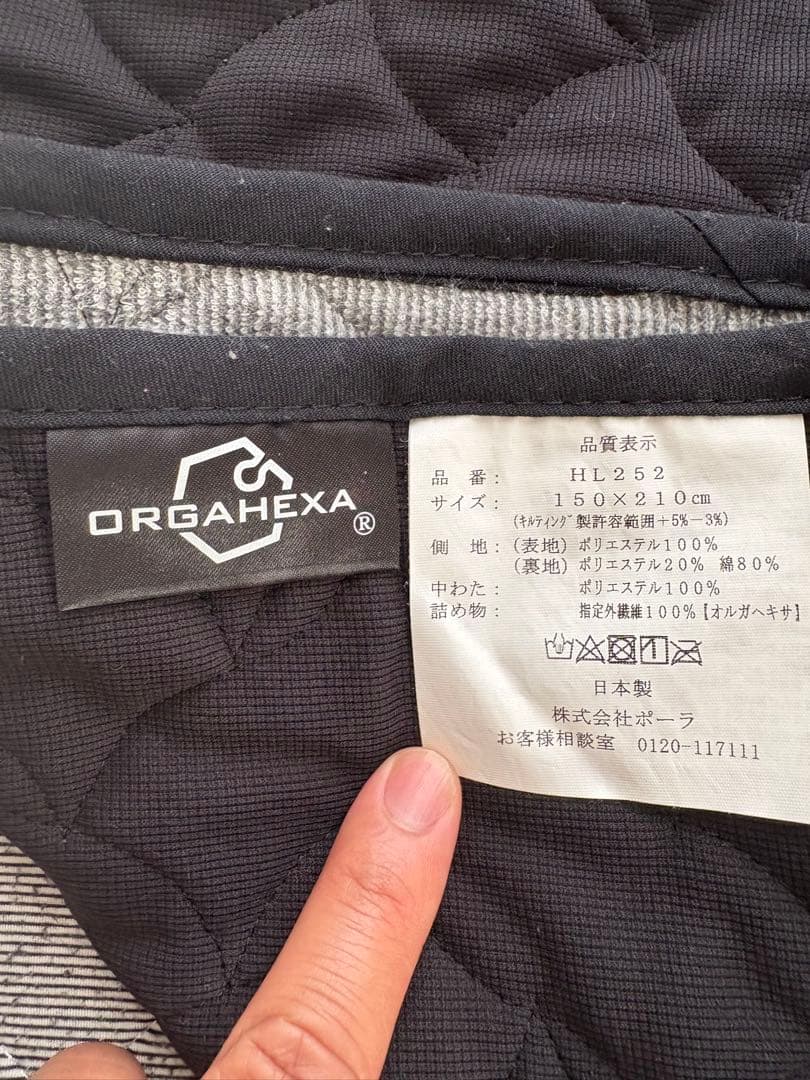 ORGAHEXA®
品質表示
品番: HL252
サイズ: 150×210㎝
(ｷﾙﾃｨﾝｸﾞ製許容範囲+5%-3%)
側地: (表地) ポリエステル100%
(裏地) ポリエステル20% 綿80%
中わた: ポリエステル100%
詰め物: 指定外繊維100%【オルガヘキサ】
日本製
株式会社ポーラ
お客様相談室 0120-117111